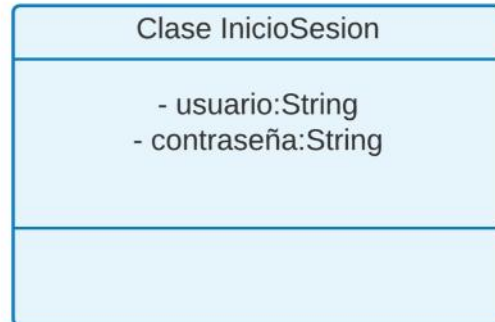 Clase InicioSesion
- usuario:String
- contraseña:String